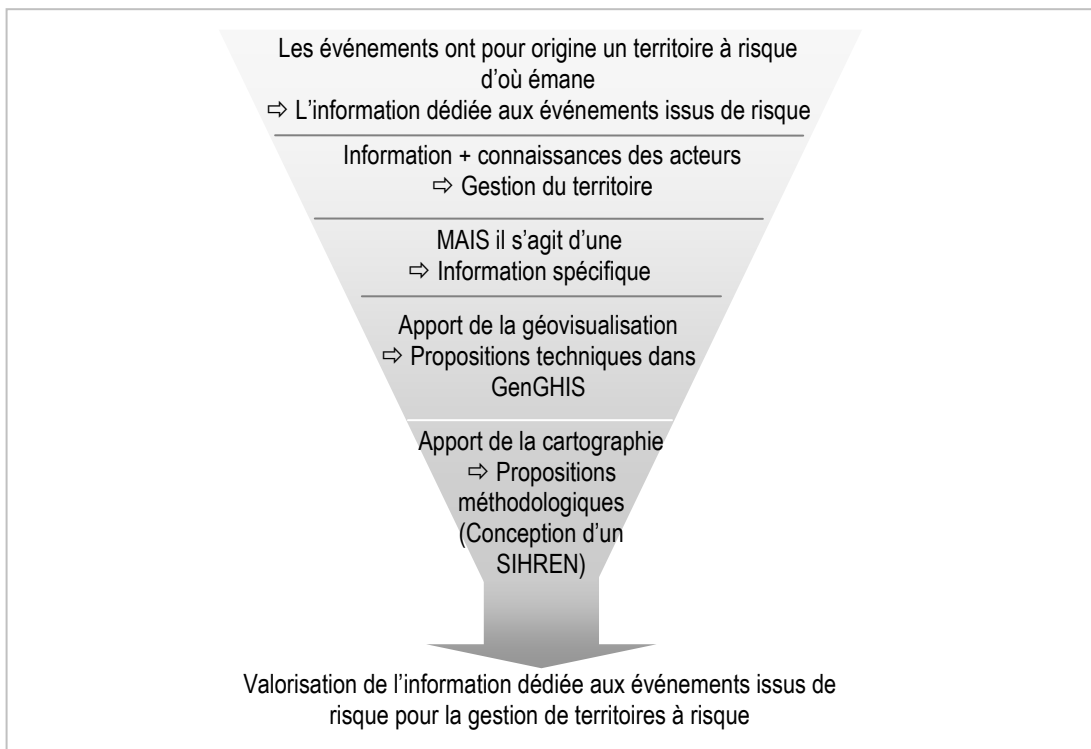 Les événements ont pour origine un territoire à risque
d’où émane
⇨ L’information dédiée aux événements issus de risque
Information + connaissances des acteurs
⇨ Gestion du territoire
MAIS il s’agit d’une
⇨ Information spécifique
Apport de la géovisualisation
⇨ Propositions techniques dans
GenGHIS
Apport de la cartographie
⇨ Propositions
méthodologiques
(Conception d’un
SIHREN)
Valorisation de l’information dédiée aux événements issus de
risque pour la gestion de territoires à risque